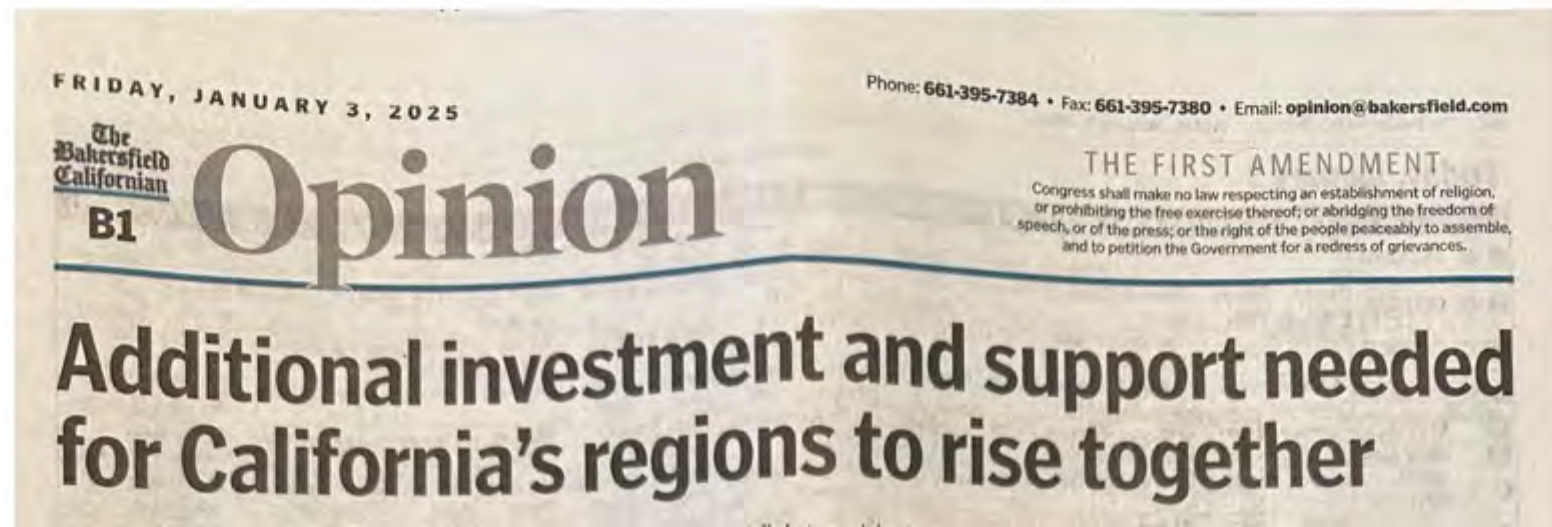 FRIDAY, JANUARY 3, 2025
Phone: 661-395-7384 • Fax: 661-395-7380 • Email: opinion@bakersfield.com
The
Bakersfield
Californian
B1
Opinion
THE FIRST AMENDMENT
Congress shall make no law respecting an establishment of religion,
or prohibiting the free exercise thereof; or abridging the freedom of
speech, or of the press; or the right of the people peaceably to assemble,
and to petition the Government for a redress of grievances.
Additional investment and support needed
for California's regions to rise together